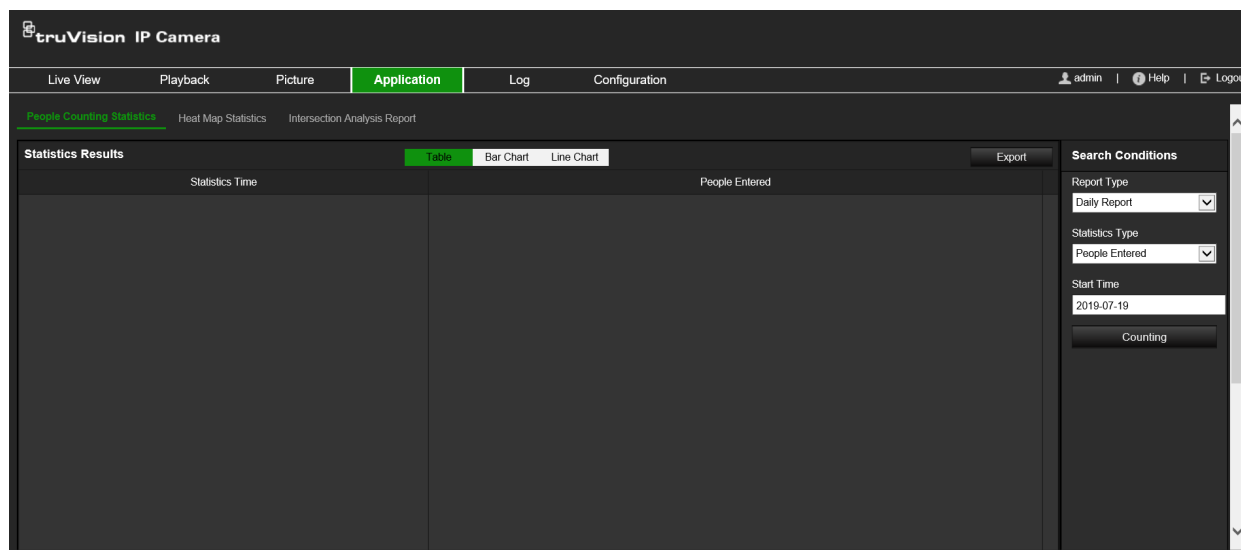 truVision IP Camera
Live View Playback Picture Application Log Configuration admin | Help | Logou
People Counting Statistics Heat Map Statistics Intersection Analysis Report
Statistics Results Table Bar Chart Line Chart Export Search Conditions
Statistics Time People Entered Report Type
Daily Report
Statistics Type
People Entered
Start Time
2019-07-19
Counting